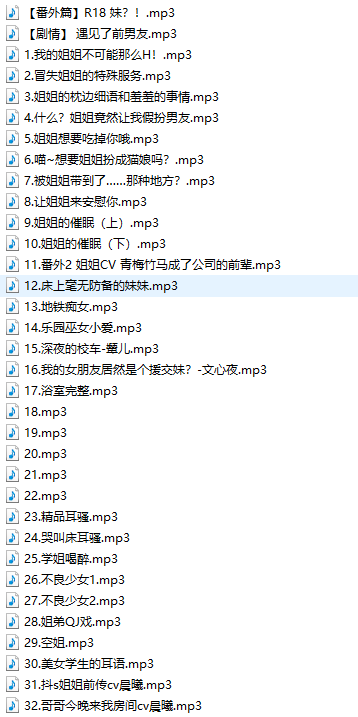 【番外篇】R18 妹？！.mp3
【剧情】 遇见了前男友.mp3
1.我的姐姐不可能那么H！.mp3
2.冒失姐姐的特殊服务.mp3
3.姐姐的枕边细语和羞羞的事情.mp3
4.什么？姐姐竟然让我假扮男友.mp3
5.姐姐想要吃掉你哦.mp3
6.喵~想要姐姐扮成猫娘吗？.mp3
7.被姐姐带到了……那种地方？.mp3
8.让姐姐来安慰你.mp3
9.姐姐的催眠（上）.mp3
10.姐姐的催眠（下）.mp3
11.番外2 姐姐CV 青梅竹马成了公司的前辈.mp3
12.床上毫无防备的妹妹.mp3
13.地铁痴女.mp3
14.乐园巫女小爱.mp3
15.深夜的校车-颦儿.mp3
16.我的女朋友居然是个援交妹？-文心夜.mp3
17.浴室完整.mp3
18.mp3
19.mp3
20.mp3
21.mp3
22.mp3
23.精品耳骚.mp3
24.哭叫床耳骚.mp3
25.学姐喝醉.mp3
26.不良少女1.mp3
27.不良少女2.mp3
28.姐弟QJ戏.mp3
29.空姐.mp3
30.美女学生的耳语.mp3
31.抖s姐姐前传cv晨曦.mp3
32.哥哥今晚来我房间cv晨曦.mp3